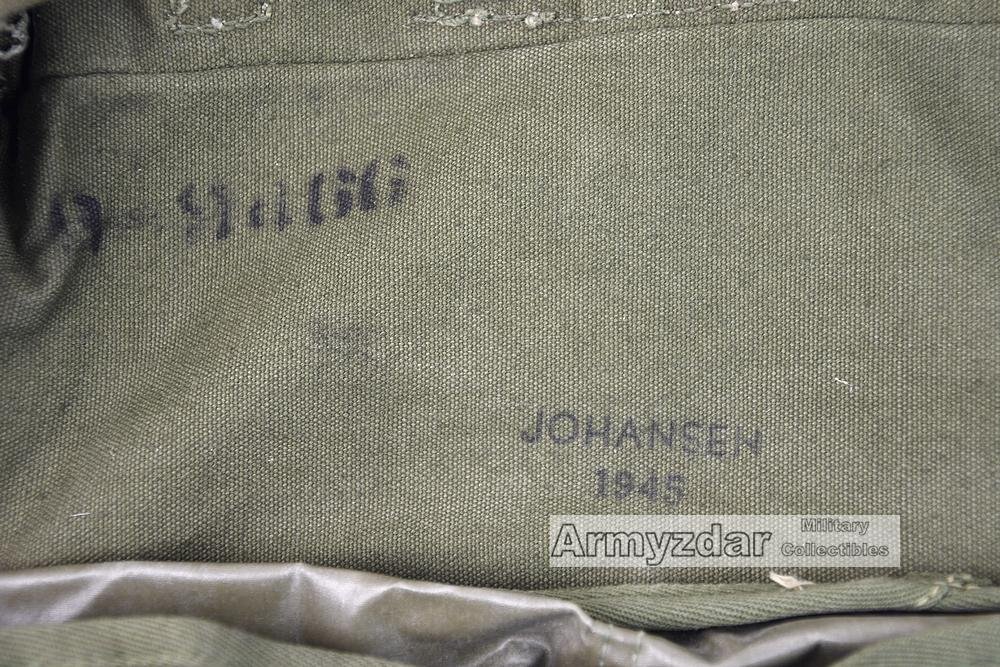 JOHANSEN
1945
Armyzdar Military
Collectibles